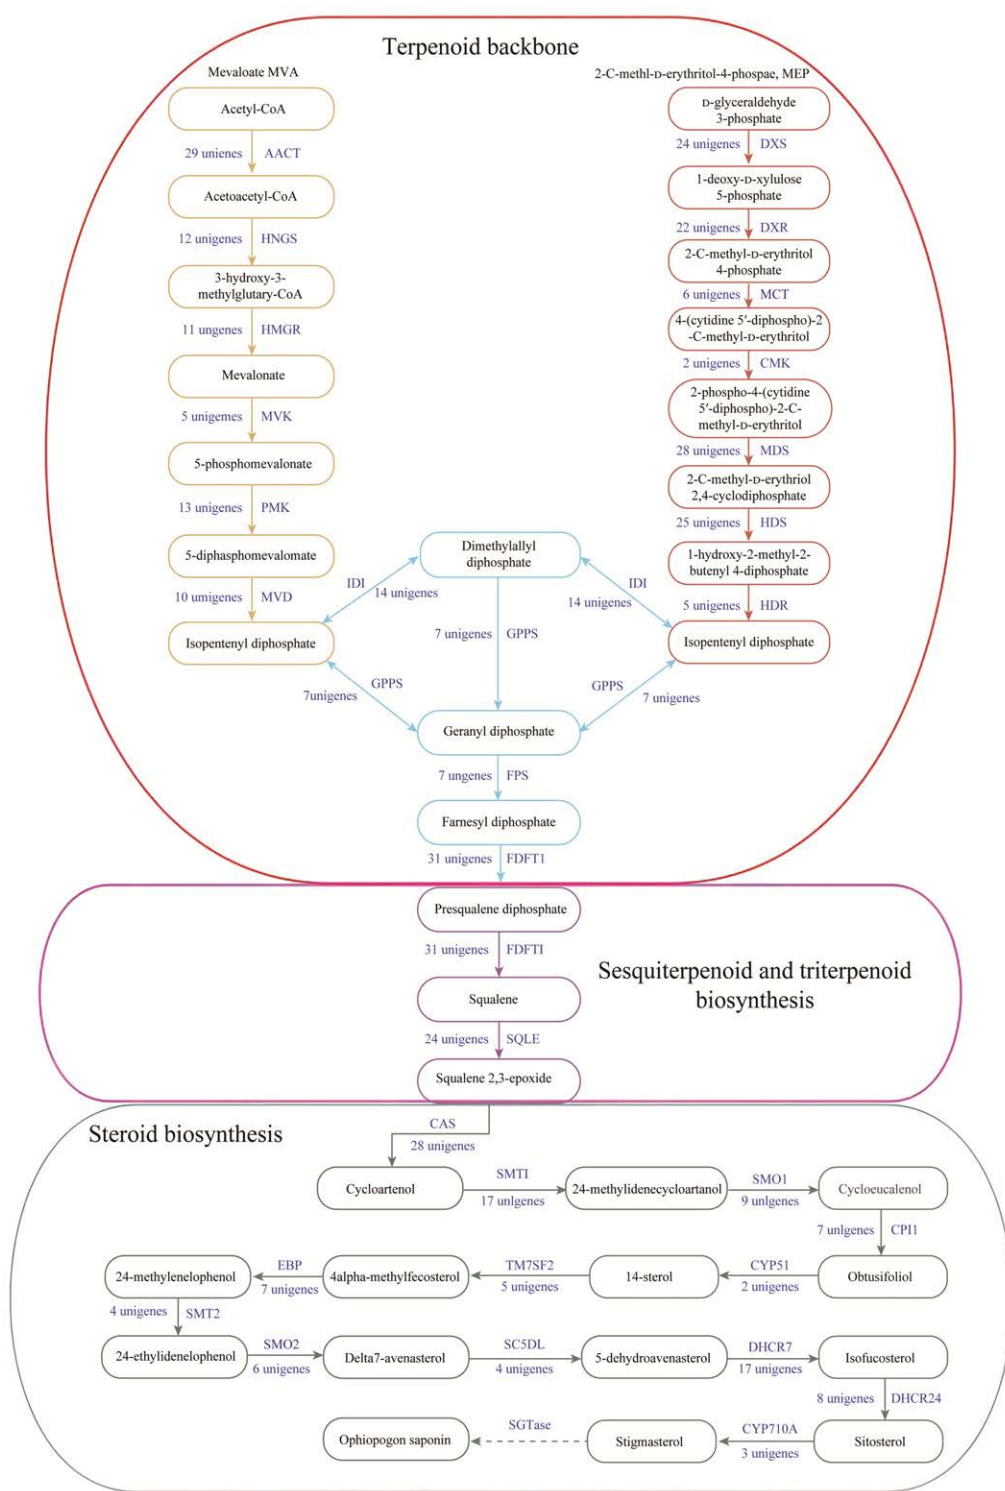 Terpenoid backbone
Mevaloate MVA
Acetyl-CoA
29 unienes AACT
Acetoacetyl-CoA
12 unigenes HNGS
3-hydroxy-3-
methylglutary-CoA
11 ungenes HMGR
Mevalonate
5 unigemes MVK
5-phosphomevalonate
13 unigenes PMK
5-diphasphomevalomate
10 umigenes MVD
Isopentenyl diphosphate
2-C-methl-D-erythritol-4-phospae, MEP
D-glyceraldehyde
3-phosphate
24 unigenes DXS
1-deoxy-D-xylulose
5-phosphate
22 unigenes DXR
2-C-methyl-D-erythritol
4-phosphate
6 unigenes MCT
4-(cytidine 5′-diphospho)-2
-C-methyl-D-erythritol
2 unigenes CMK
2-phospho-4-(cytidine
5′-diphospho)-2-C-
methyl-D-erythritol
28 unigenes MDS
2-C-methyl-D-erythriol
2,4-cyclodiphosphate
25 unigenes HDS
1-hydroxy-2-methyl-2-
butenyl 4-diphosphate
5 unigenes HDR
Isopentenyl diphosphate
Dimethylallyl
diphosphate
IDI
14 unigenes
IDI
14 unigenes
7 unigenes GPPS
GPPS
7unigenes
GPPS
7 unigenes
Geranyl diphosphate
7 ungenes FPS
Farnesyl diphosphate
31 unigenes FDFT1
Presqualene diphosphate
31 unigenes FDFTI
Squalene
24 unigenes SQLE
Squalene 2,3-epoxide
Sesquiterpenoid and triterpenoid
biosynthesis
Steroid biosynthesis
CAS
28 unigenes
Cycloartenol
SMTI
17 unlgenes
24-methylidenecycloartanol
SMO1
9 unlgenes
Cycloeucalenol
7 unlgenes CPI1
Obtusifoliol
CYP51
2 unigenes
14-sterol
TM7SF2
5 unigenes
4alpha-methylfecosterol
EBP
7 unigenes
24-methylenelophenol
4 unigenes SMT2
24-ethylidenelophenol
SMO2
6 unigenes
Delta7-avenasterol
SC5DL
4 unigenes
5-dehydroavenasterol
DHCR7
17 unigenes
Isofucosterol
8 unigenes DHCR24
Sitosterol
CYP710A
3 unigenes
Stigmasterol
SGTase
Ophiopogon saponin